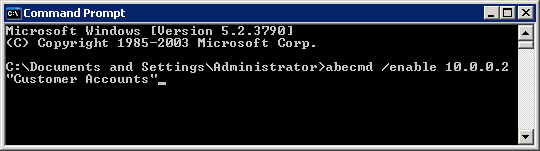 Command Prompt
Microsoft Windows [Version 5.2.3790]
(C) Copyright 1985-2003 Microsoft Corp.
C:\Documents and Settings\Administrator>abecmd /enable 10.0.0.2
"Customer Accounts"_